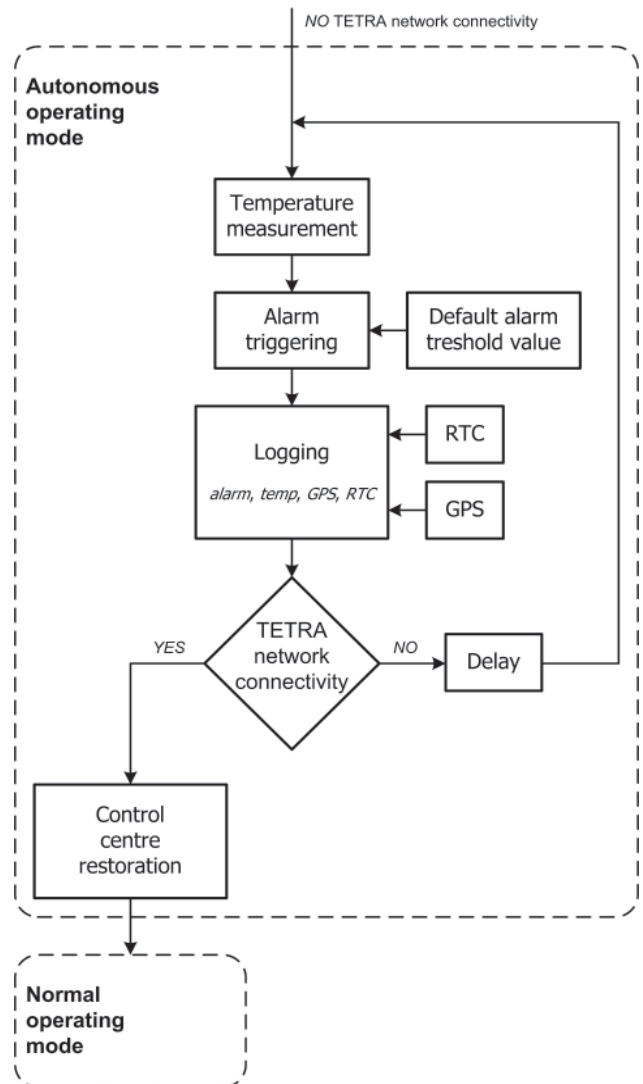 NO TETRA network connectivity
Autonomous
operating
mode
Temperature
measurement
Alarm
triggering
Default alarm
treshold value
Logging
alarm, temp, GPS, RTC
RTC
GPS
TETRA
network
connectivity
YES
NO
Delay
Control
centre
restoration
Normal
operating
mode